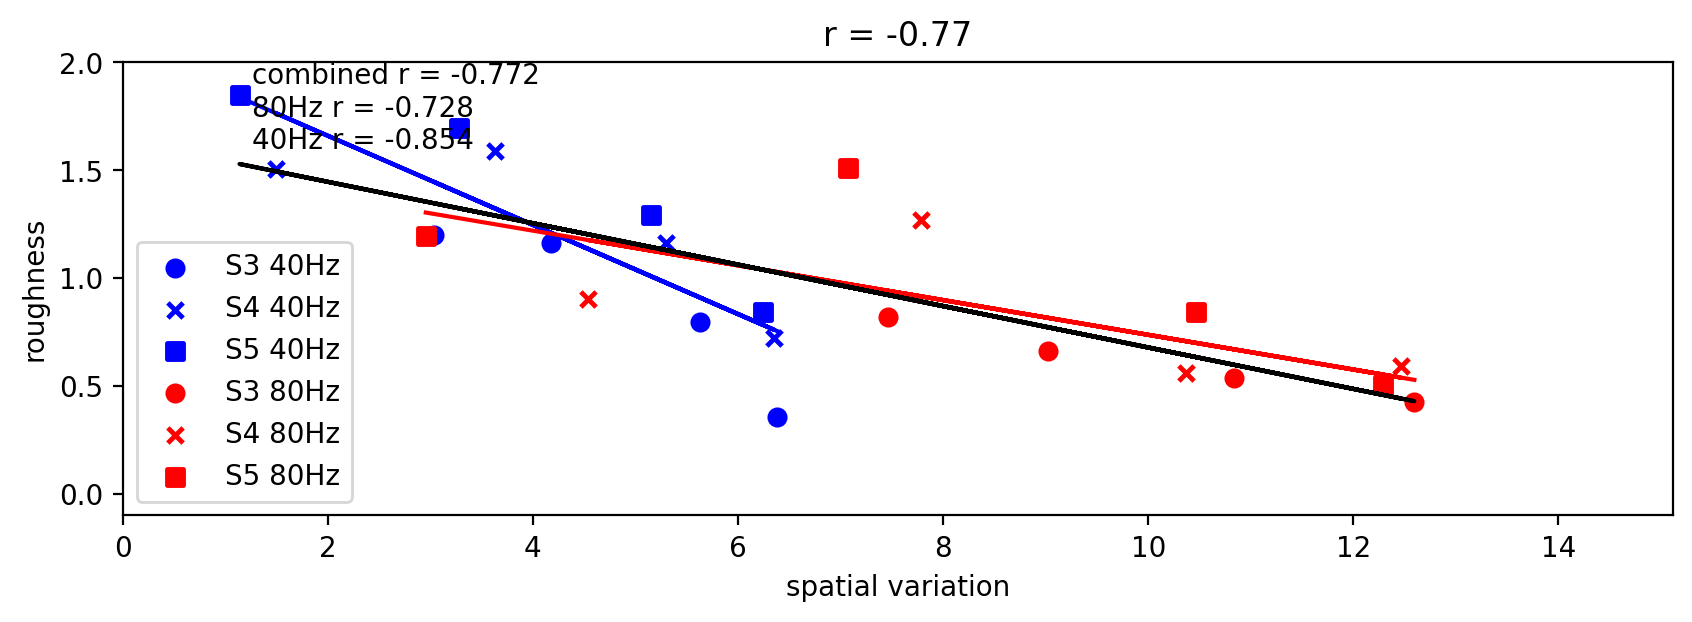 r = -0.77
combined r = -0.772
80Hz r = -0.728
40Hz r = -0.854
roughness
2.0
1.5
1.0
0.5
0.0
S3 40Hz
S4 40Hz
S5 40Hz
S3 80Hz
S4 80Hz
S5 80Hz
0 2 4 6 8 10 12 14
spatial variation